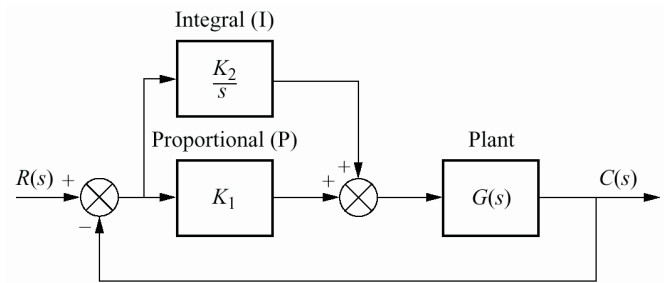 Integral (I)
K₂
s
Proportional (P)
Plant
R(s) +
+
+
K₁
G(s)
C(s)
−